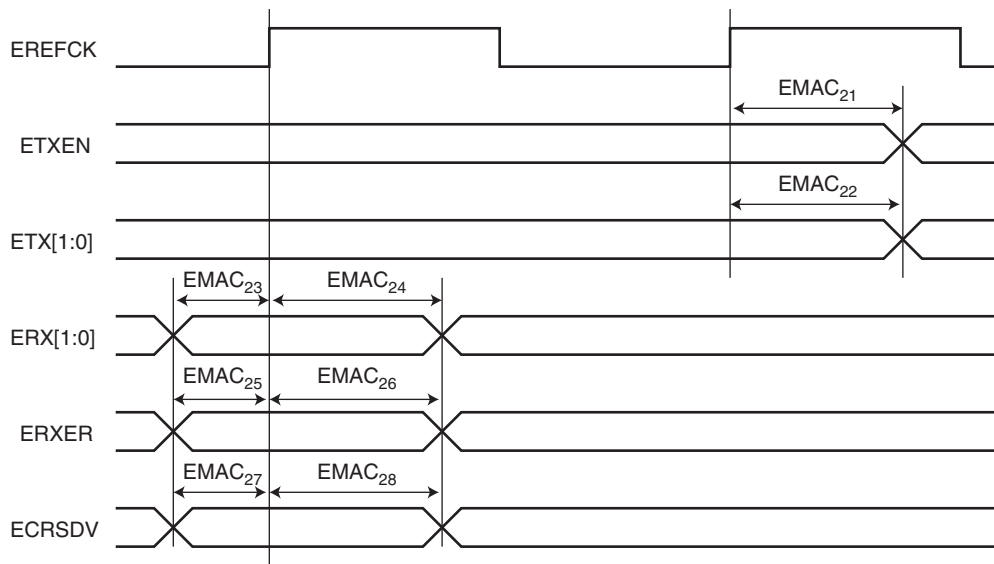 EREFCK
EMAC21
ETXEN
EMAC22
ETX[1:0]
EMAC23 EMAC24
ERX[1:0]
EMAC25 EMAC26
ERXER
EMAC27 EMAC28
ECRSDV